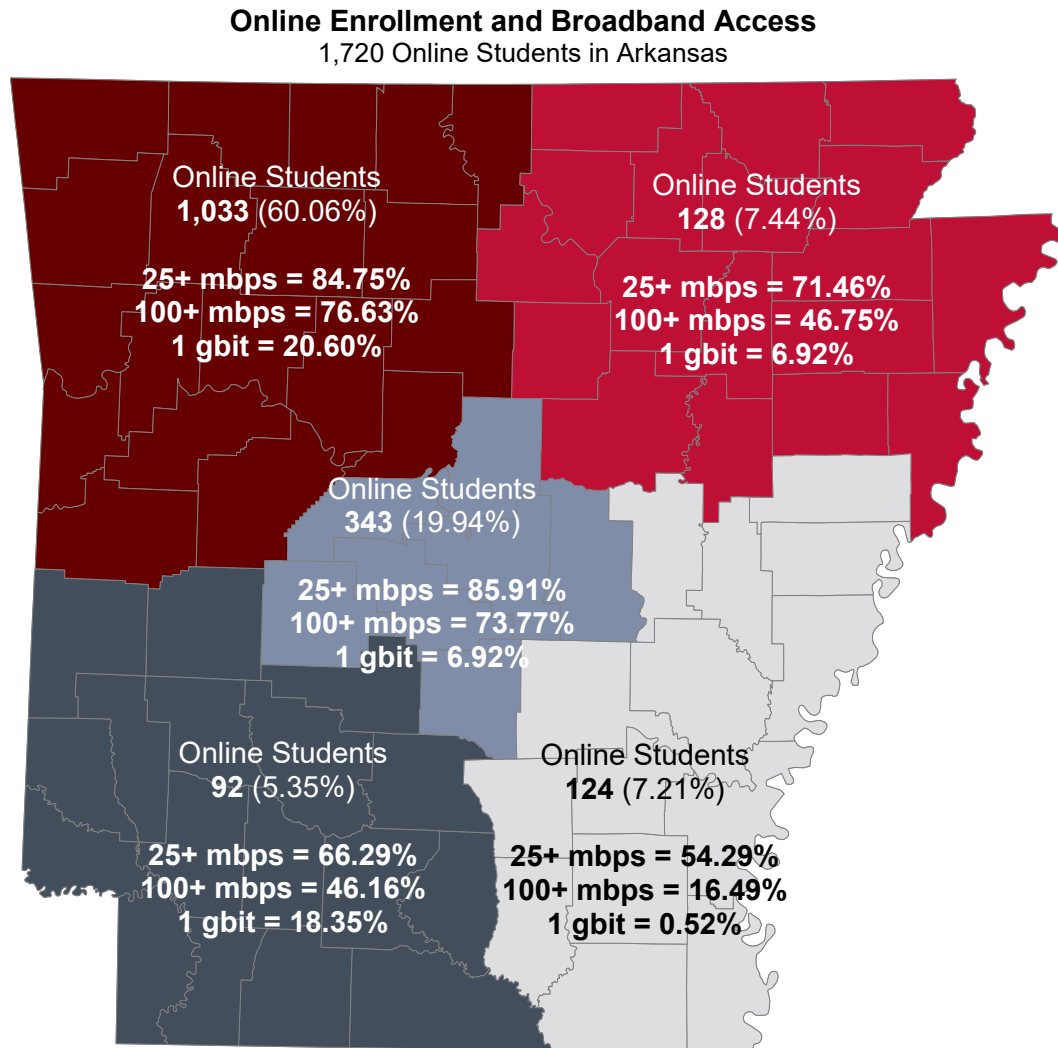 Online Enrollment and Broadband Access
1,720 Online Students in Arkansas
Online Students
1,033 (60.06%)
25+ mbps = 84.75%
100+ mbps = 76.63%
1 gbit = 20.60%
Online Students
128 (7.44%)
25+ mbps = 71.46%
100+ mbps = 46.75%
1 gbit = 6.92%
Online Students
343 (19.94%)
25+ mbps = 85.91%
100+ mbps = 73.77%
1 gbit = 6.92%
Online Students
92 (5.35%)
25+ mbps = 66.29%
100+ mbps = 46.16%
1 gbit = 18.35%
Online Students
124 (7.21%)
25+ mbps = 54.29%
100+ mbps = 16.49%
1 gbit = 0.52%